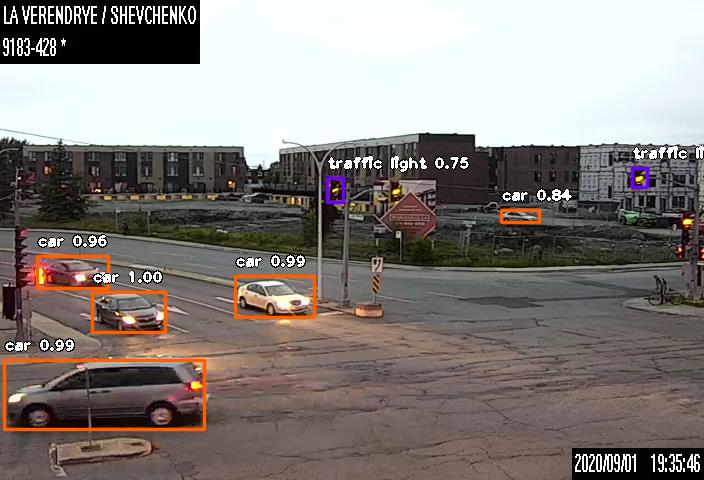 LA VERENDRYE / SHEVCHENKO
9183-428 *
traffic light 0.75
traffic li
car 0.84
car 0.96
car 0.99
car 1.00
car 0.99
2020/09/01 19:35:46